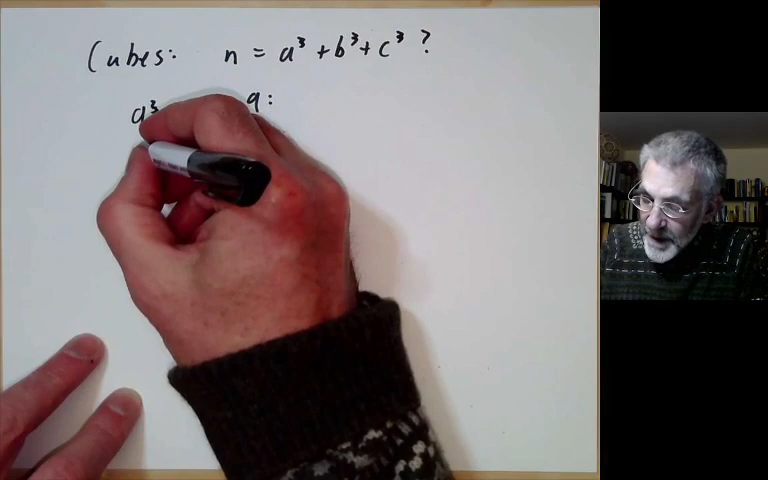 Cubes: n = a³ + b³ + c³ ?
a³ 9: